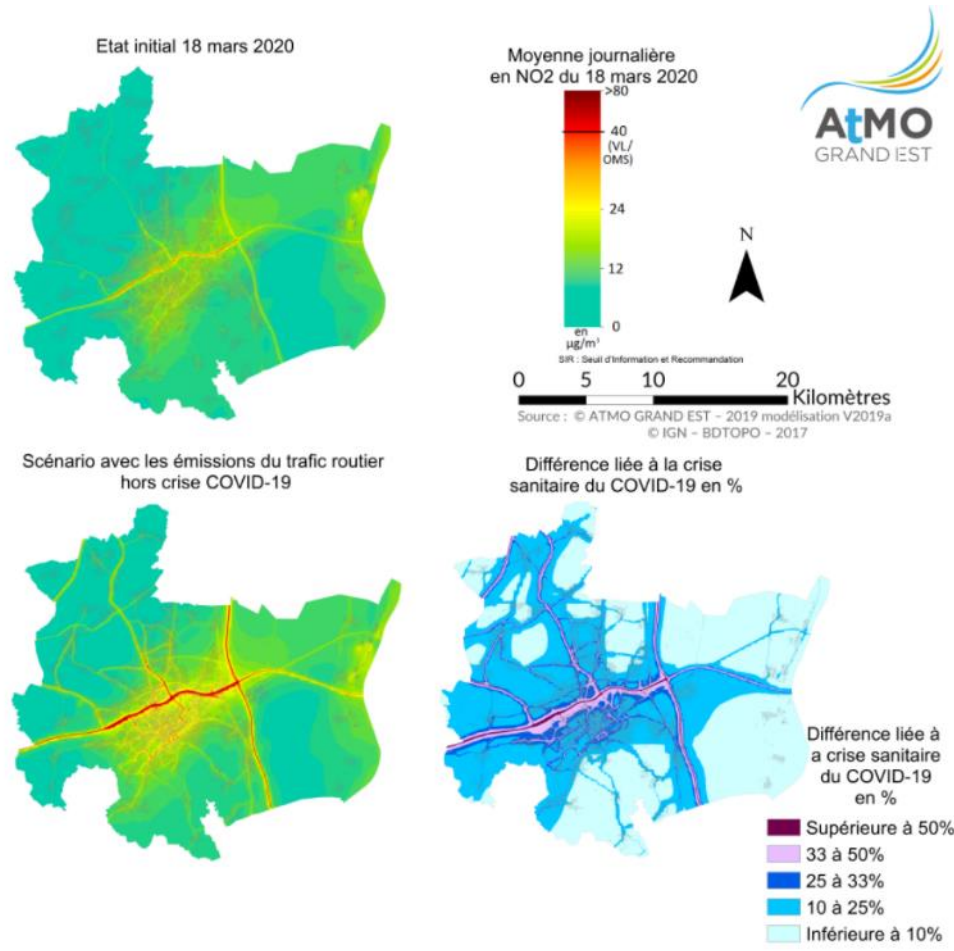 Etat initial 18 mars 2020
Moyenne journalière
en NO2 du 18 mars 2020
>80
40
(VL/
OMS)
24
12
0
en
µg/m³
SIR : Seuil d'Information et Recommandation
AtMO
GRAND EST
N
0 5 10 20
Kilomètres
Source : © ATMO GRAND EST - 2019 modélisation V2019a
© IGN - BDTOPO - 2017
Scénario avec les émissions du trafic routier
hors crise COVID-19
Différence liée à la crise
sanitaire du COVID-19 en %
Différence liée à
a crise sanitaire
du COVID-19
en %
Supérieure à 50%
33 à 50%
25 à 33%
10 à 25%
Inférieure à 10%